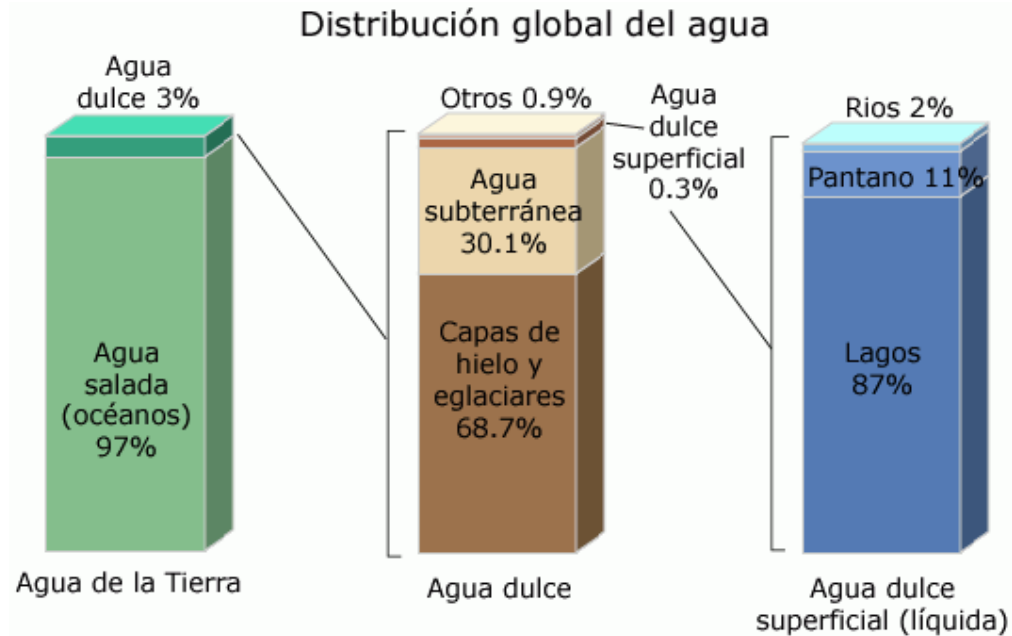 Distribución global del agua
Agua
dulce 3%
Agua
salada
(océanos)
97%
Agua de la Tierra
Otros 0.9%
Agua
dulce
superficial
0.3%
Agua
subterránea
30.1%
Capas de
hielo y
eglaciares
68.7%
Agua dulce
Rios 2%
Pantano 11%
Lagos
87%
Agua dulce
superficial (líquida)